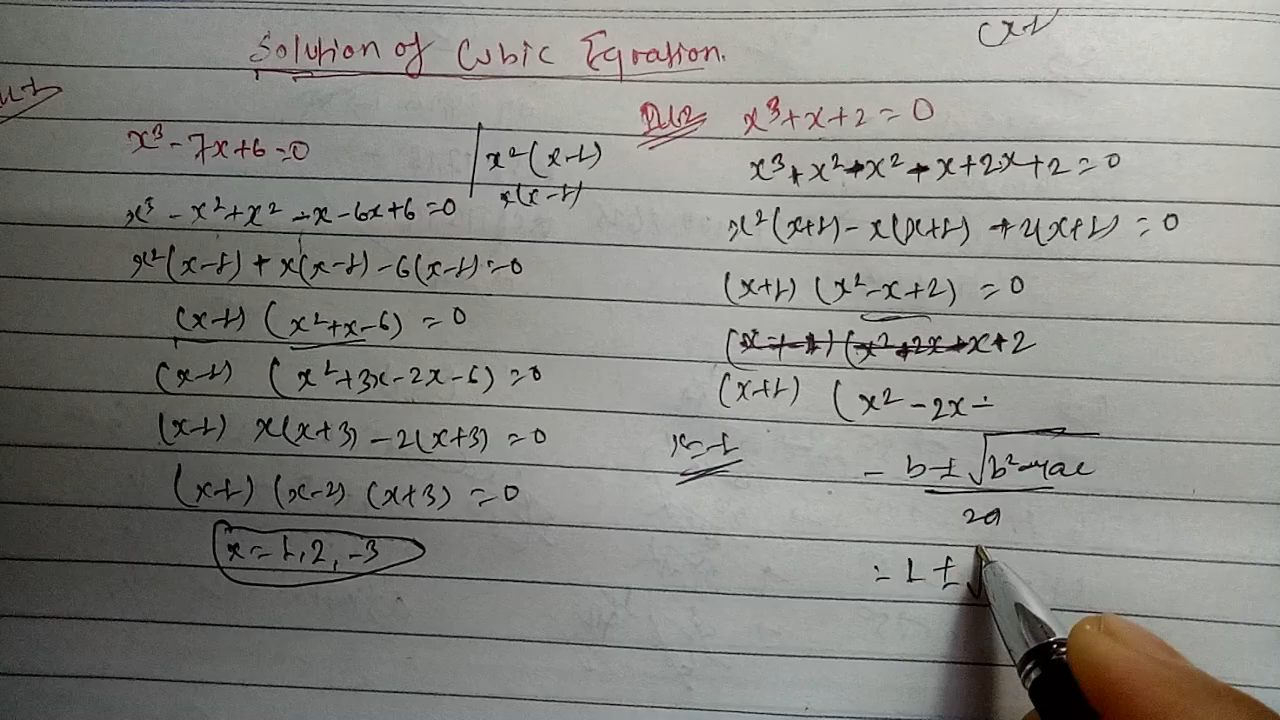 Solution of Cubic Equation.
x³ - 7x + 6 = 0
x²(x-1)
x(x-1)
x³ - x² + x² - x - 6x + 6 = 0
x²(x-1) + x(x-1) - 6(x-1) = 0
(x-1) (x² + x - 6) = 0
(x-1) (x² + 3x - 2x - 6) = 0
(x-1) x(x+3) - 2(x+3) = 0
(x-1) (x-2) (x+3) = 0
x = 1, 2, -3
x³ + x + 2 = 0
x³ + x² - x² - x + 2x + 2 = 0
x²(x+1) - x(x+1) + 2(x+1) = 0
(x+1) (x² - x + 2) = 0
x + 2
(x+1) (x² - 2x +
x = -1
- b ± √b² - 4ac
2a
= 1 ± √